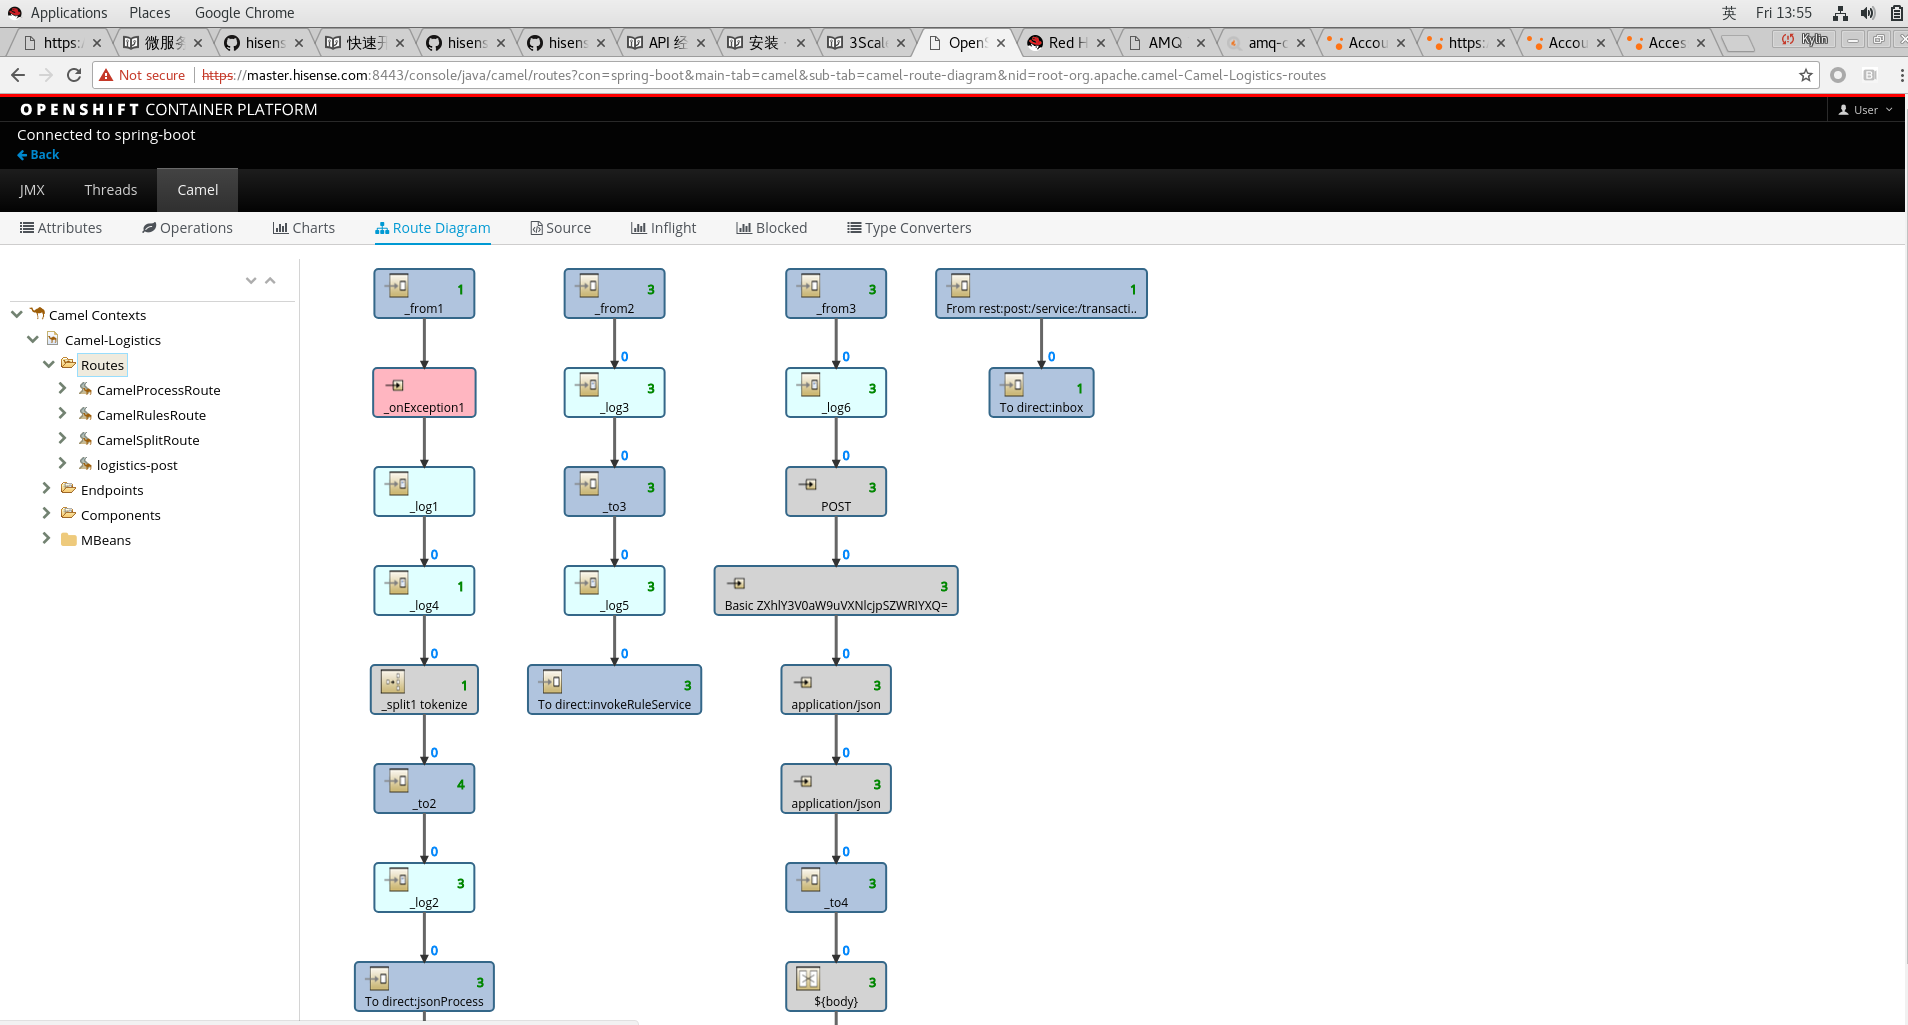 Applications Places Google Chrome 英 Fri 13:55
https: 微服务 hisens 快速开 hisens hisens API 经 安装 - 3Scale OpenS Red H AMQ amq-c Accou https: Accou Acces Kylin
Not secure https://master.hisense.com:8443/console/java/camel/routes?con=spring-boot&main-tab=camel&sub-tab=camel-route-diagram&nid=root-org.apache.camel-Camel-Logistics-routes
OPENSHIFT CONTAINER PLATFORM User
Connected to spring-boot
Back
JMX Threads Camel
Attributes Operations Charts Route Diagram Source Inflight Blocked Type Converters
Camel Contexts
Camel-Logistics
Routes
CamelProcessRoute
CamelRulesRoute
CamelSplitRoute
logistics-post
Endpoints
Components
MBeans
1
_from1
_onException1
_log1
0
1
_log4
0
1
_split1 tokenize
0
4
_to2
0
3
_log2
0
3
To direct:jsonProcess
3
_from2
0
3
_log3
0
3
_to3
0
3
_log5
0
3
To direct:invokeRuleService
3
_from3
0
3
_log6
0
3
POST
0
3
Basic ZXhlY3V0aW9uVXNlcjpSZWRIYXQ=
0
3
application/json
0
3
application/json
0
3
_to4
0
3
${body}
1
From rest:post:/service:/transacti..
0
1
To direct:inbox